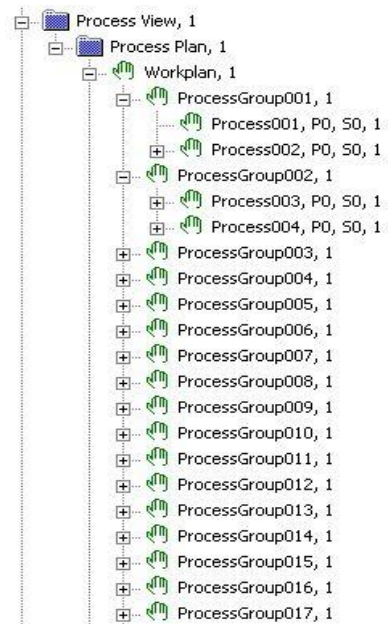 Process View, 1
Process Plan, 1
Workplan, 1
ProcessGroup001, 1
Process001, P0, S0, 1
Process002, P0, S0, 1
ProcessGroup002, 1
Process003, P0, S0, 1
Process004, P0, S0, 1
ProcessGroup003, 1
ProcessGroup004, 1
ProcessGroup005, 1
ProcessGroup006, 1
ProcessGroup007, 1
ProcessGroup008, 1
ProcessGroup009, 1
ProcessGroup010, 1
ProcessGroup011, 1
ProcessGroup012, 1
ProcessGroup013, 1
ProcessGroup014, 1
ProcessGroup015, 1
ProcessGroup016, 1
ProcessGroup017, 1